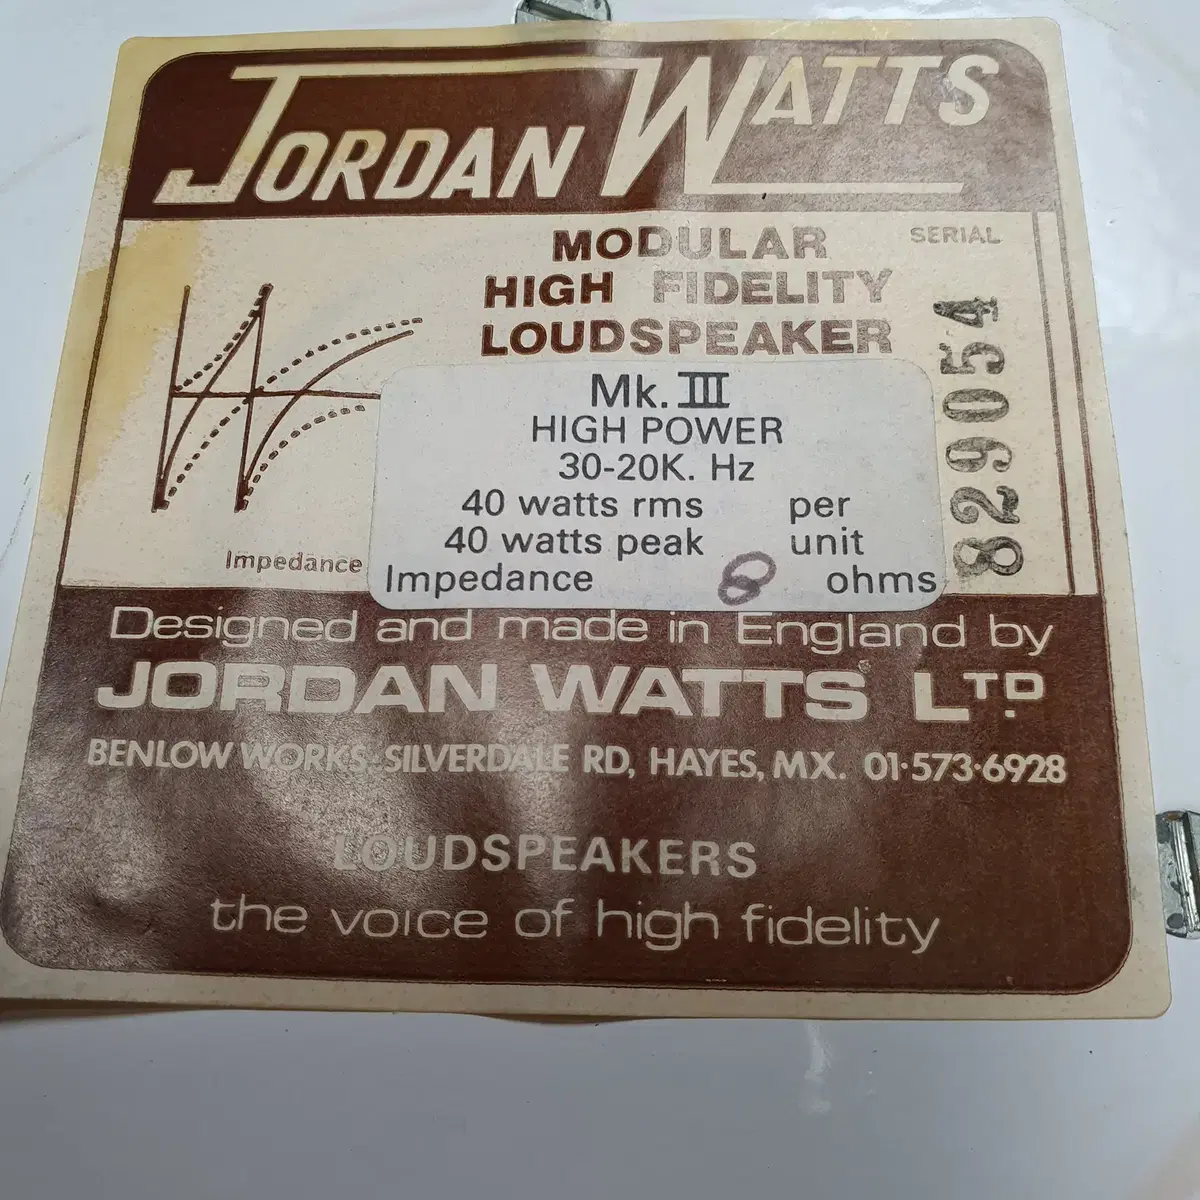 JORDAN WATTS
MODULAR
HIGH FIDELITY
LOUDSPEAKER
SERIAL
829054
Mk. III
HIGH POWER
30-20K. Hz
40 watts rms per
40 watts peak unit
Impedance 8 ohms
Impedance
Designed and made in England by
JORDAN WATTS LTD.
BENLOW WORKS·SILVERDALE RD, HAYES, MX. 01·573·6928
LOUDSPEAKERS
the voice of high fidelity